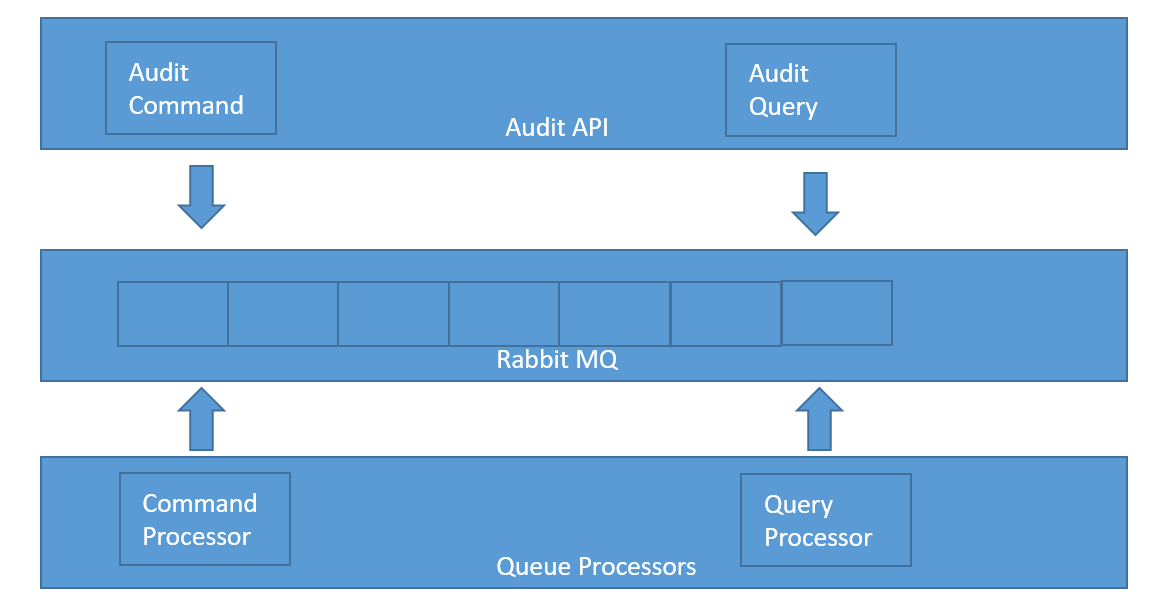 Audit
Command
Audit
Query
Audit API
Rabbit MQ
Command
Processor
Query
Processor
Queue Processors